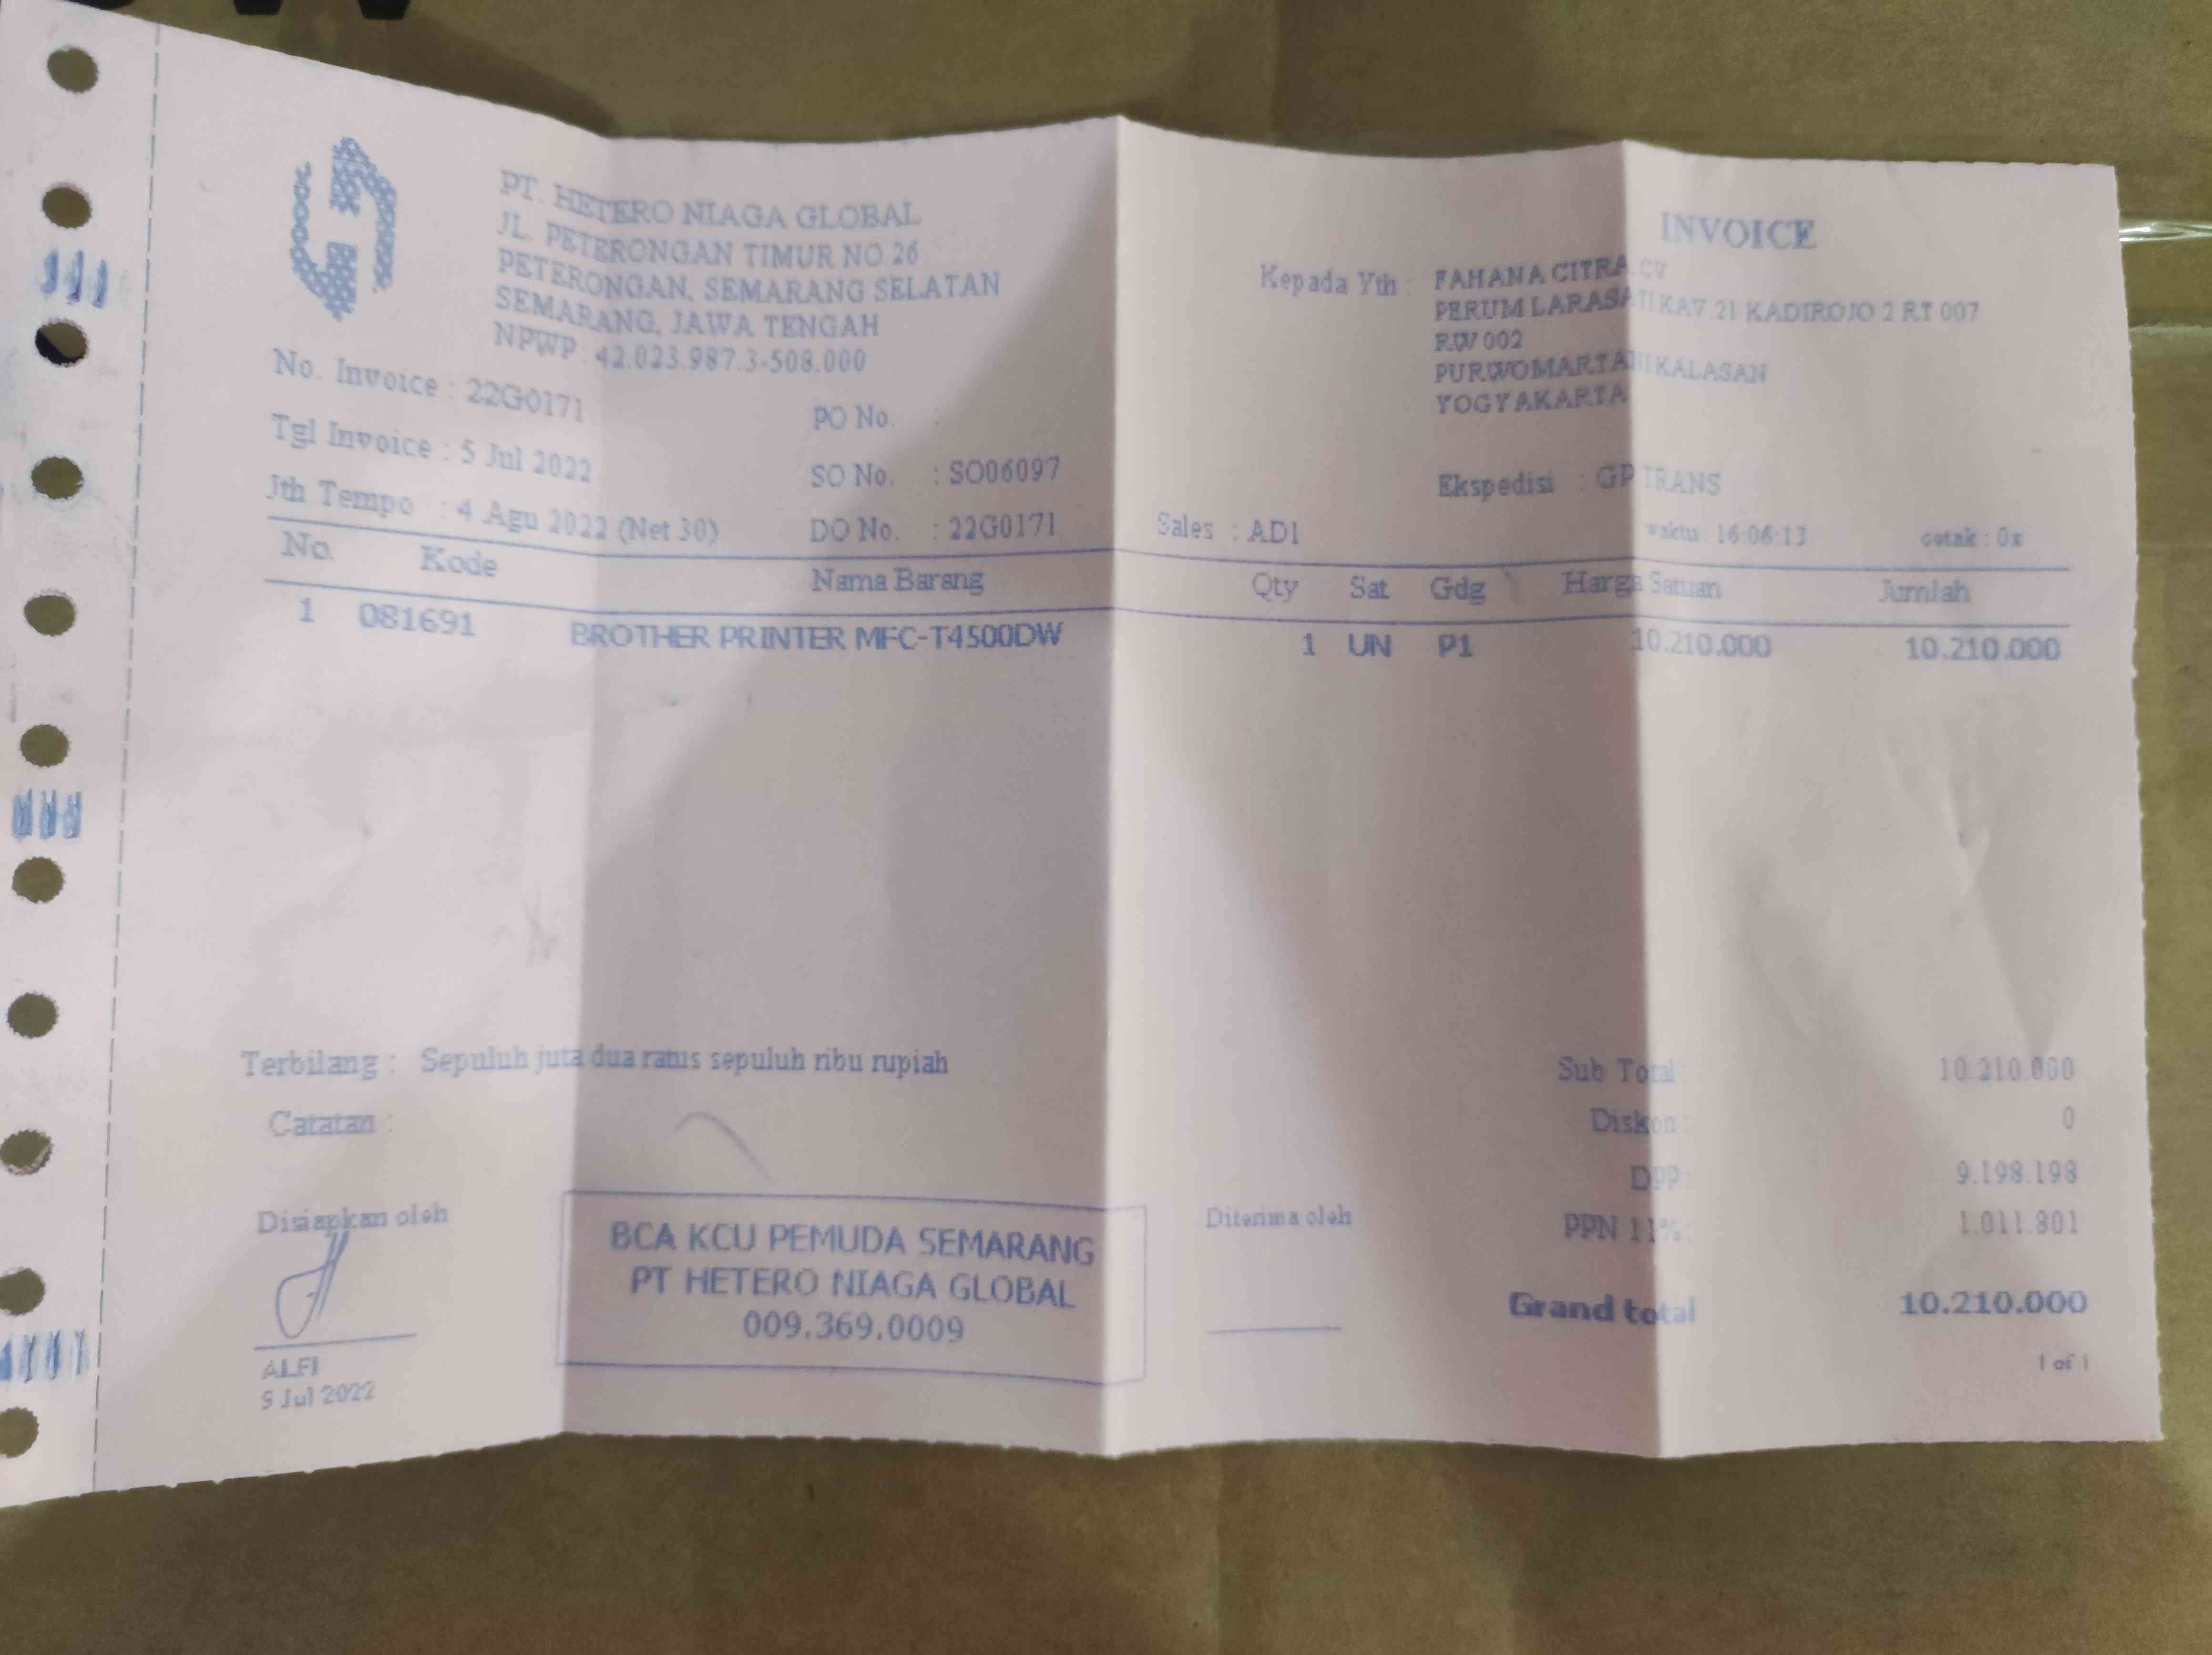 PT. HETERO NIAGA GLOBAL
JL. PETERONGAN TIMUR NO 26
PETERONGAN, SEMARANG SELATAN
SEMARANG, JAWA TENGAH
NPWP : 42.023.987.3-508.000
INVOICE
Kepada Yth : FAHANA CITRA CV
PERUM LARASATI KAV 21 KADIROJO 2 RT 007
RW 002
PURWOMARTANI KALASAN
YOGYAKARTA
No. Invoice : 22G0171
PO No. :
Tgl Invoice : 5 Jul 2022
SO No. : SO06097
Ekspedisi : GP TRANS
Jth Tempo : 4 Agu 2022 (Net 30)
DO No. : 22G0171
Sales : ADI
waktu : 16:06:13
cetak : 0x
No. Kode Nama Barang Qty Sat Gdg Harga Satuan Jumlah
1 081691 BROTHER PRINTER MFC-T4500DW 1 UN P1 10.210.000 10.210.000
Terbilang : Sepuluh juta dua ratus sepuluh ribu rupiah
Catatan :
Sub Total 10.210.000
Diskon : 0
DPP : 9.198.198
PPN 11% 1.011.801
Grand total 10.210.000
Disiapkan oleh
BCA KCU PEMUDA SEMARANG
PT HETERO NIAGA GLOBAL
009.369.0009
Diterima oleh
ALFI
5 Jul 2022
1 of 1